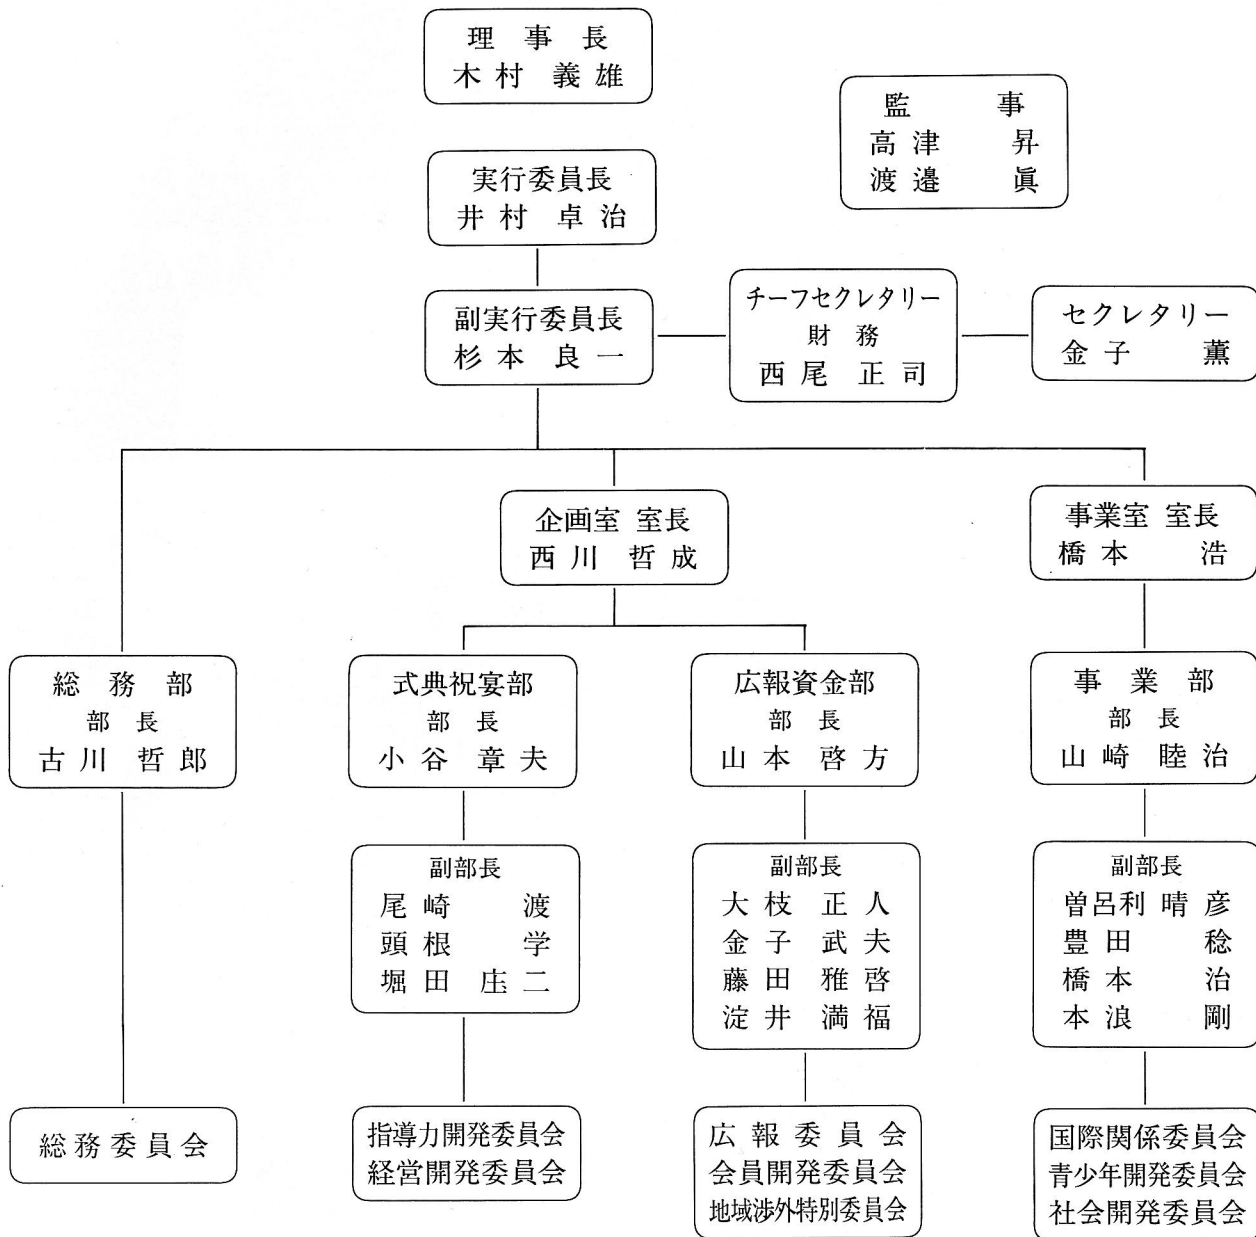 理事長
木村 義雄
監事
高津 昇
渡邉 眞
実行委員長
井村 卓治
副実行委員長
杉本 良一
チーフセクレタリー
財務
西尾 正司
セクレタリー
金子 薫
企画室 室長
西川 哲成
事業室 室長
橋本 浩
総務部
部長
古川 哲郎
式典祝宴部
部長
小谷 章夫
広報資金部
部長
山本 啓方
事業部
部長
山崎 睦治
副部長
尾崎 渡
頭根 学
堀田 庄二
副部長
大枝 正人
金子 武夫
藤田 雅啓
淀井 満福
副部長
曽呂利 晴彦
豊田 稔
橋本 治
本浪 剛
総務委員会
指導力開発委員会
経営開発委員会
広報委員会
会員開発委員会
地域渉外特別委員会
国際関係委員会
青少年開発委員会
社会開発委員会